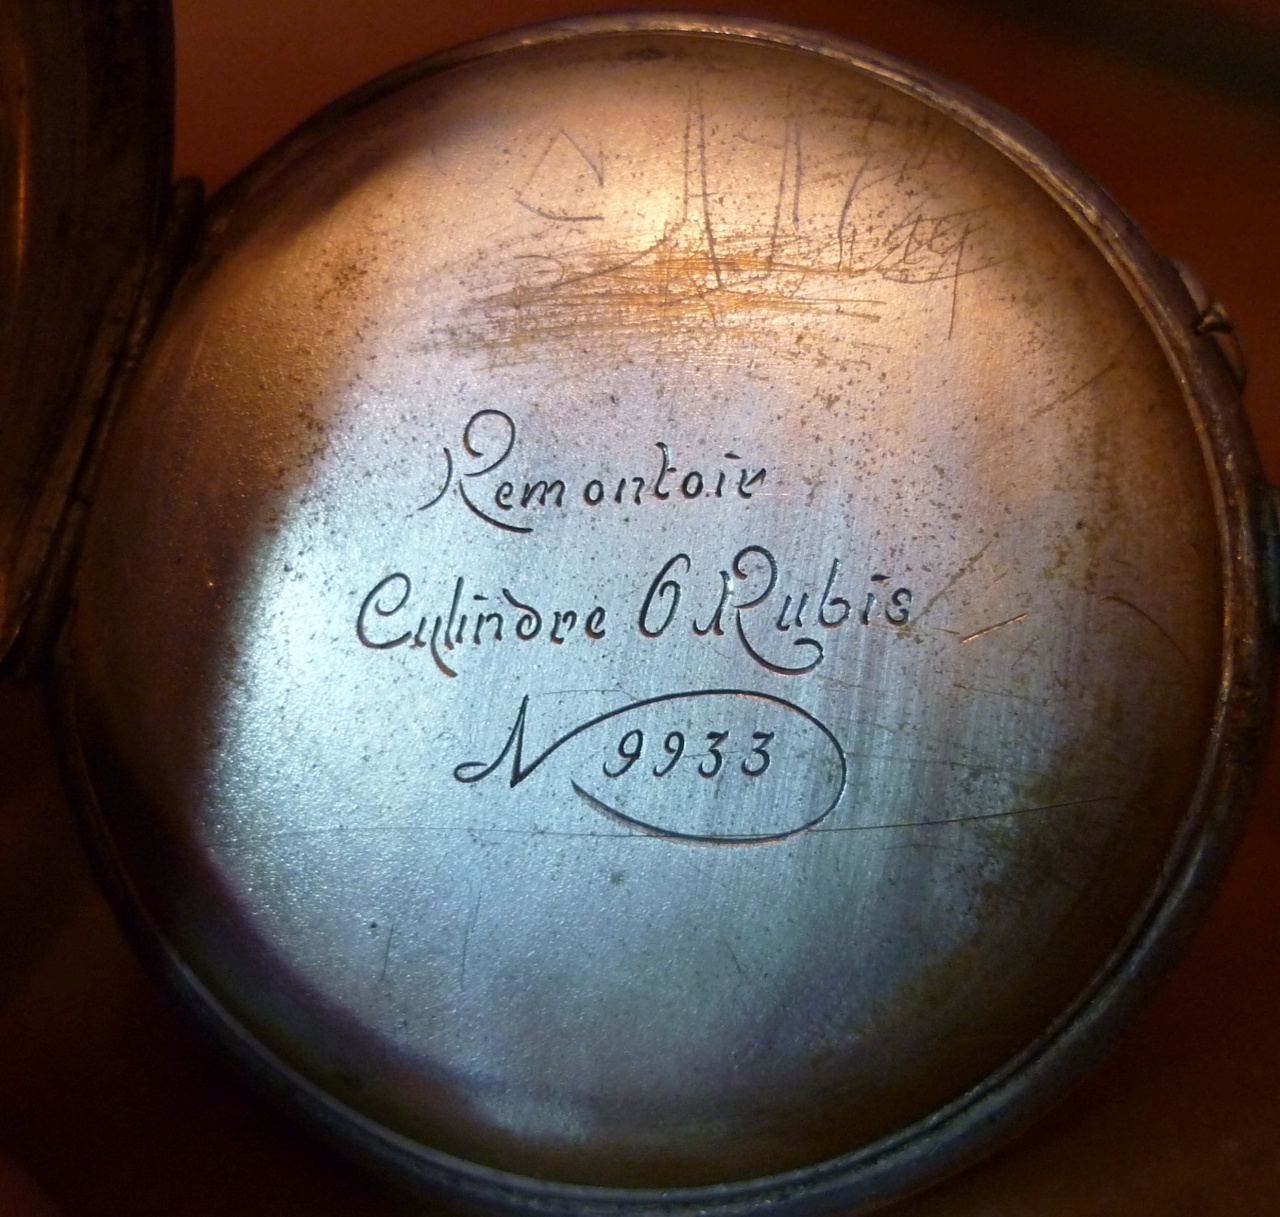 Remontoir
Cylindre 6 Rubis
N 9933